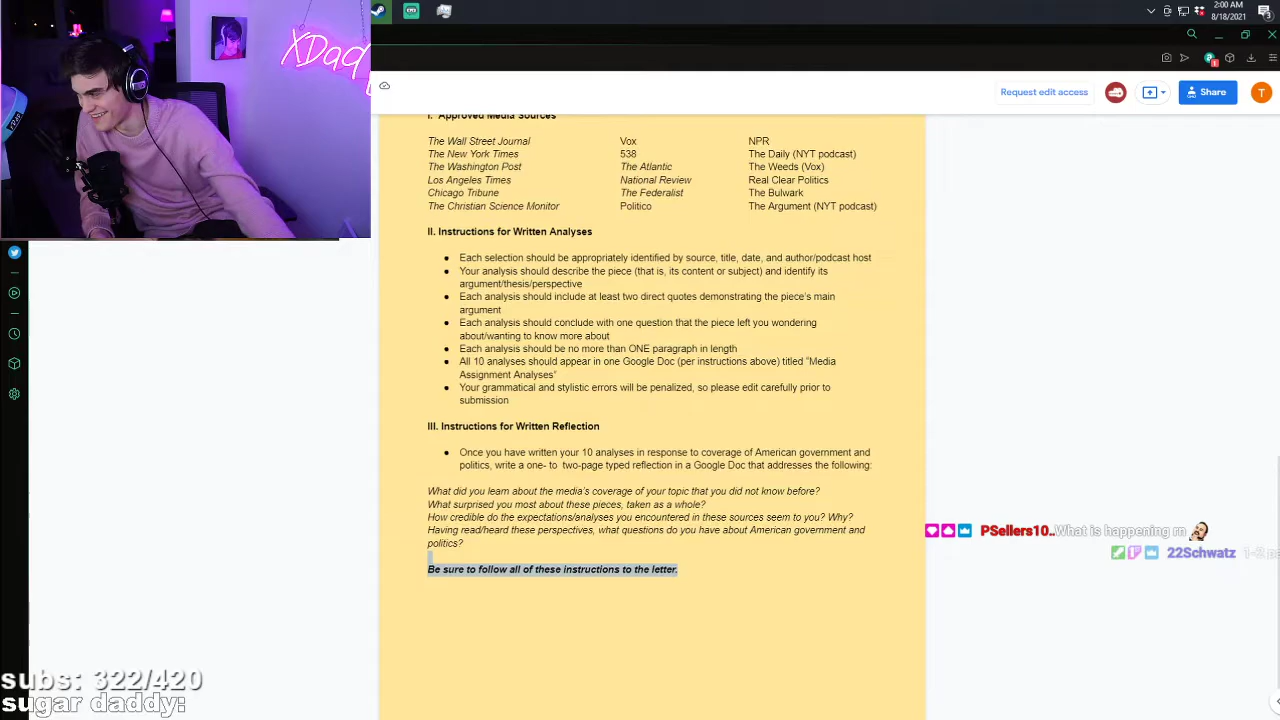 2:00 AM
8/18/2021
3
XDad
Request edit access
Share
T
I. Approved Media Sources
The Wall Street Journal Vox NPR
The New York Times 538 The Daily (NYT podcast)
The Washington Post The Atlantic The Weeds (Vox)
Los Angeles Times National Review Real Clear Politics
Chicago Tribune The Federalist The Bulwark
The Christian Science Monitor Politico The Argument (NYT podcast)
II. Instructions for Written Analyses
● Each selection should be appropriately identified by source, title, date, and author/podcast host
● Your analysis should describe the piece (that is, its content or subject) and identify its
argument/thesis/perspective
● Each analysis should include at least two direct quotes demonstrating the piece's main
argument
● Each analysis should conclude with one question that the piece left you wondering
about/wanting to know more about
● Each analysis should be no more than ONE paragraph in length
● All 10 analyses should appear in one Google Doc (per instructions above) titled "Media
Assignment Analyses"
● Your grammatical and stylistic errors will be penalized, so please edit carefully prior to
submission
III. Instructions for Written Reflection
● Once you have written your 10 analyses in response to coverage of American government and
politics, write a one- to two-page typed reflection in a Google Doc that addresses the following:
What did you learn about the media's coverage of your topic that you did not know before?
What surprised you most about these pieces, taken as a whole?
How credible do the expectations/analyses you encountered in these sources seem to you? Why?
Having read/heard these perspectives, what questions do you have about American government and
politics?
Be sure to follow all of these instructions to the letter.
PSellers10..What is happening rn
22Schwatz 1-3 pa
subs: 322/420
sugar daddy: